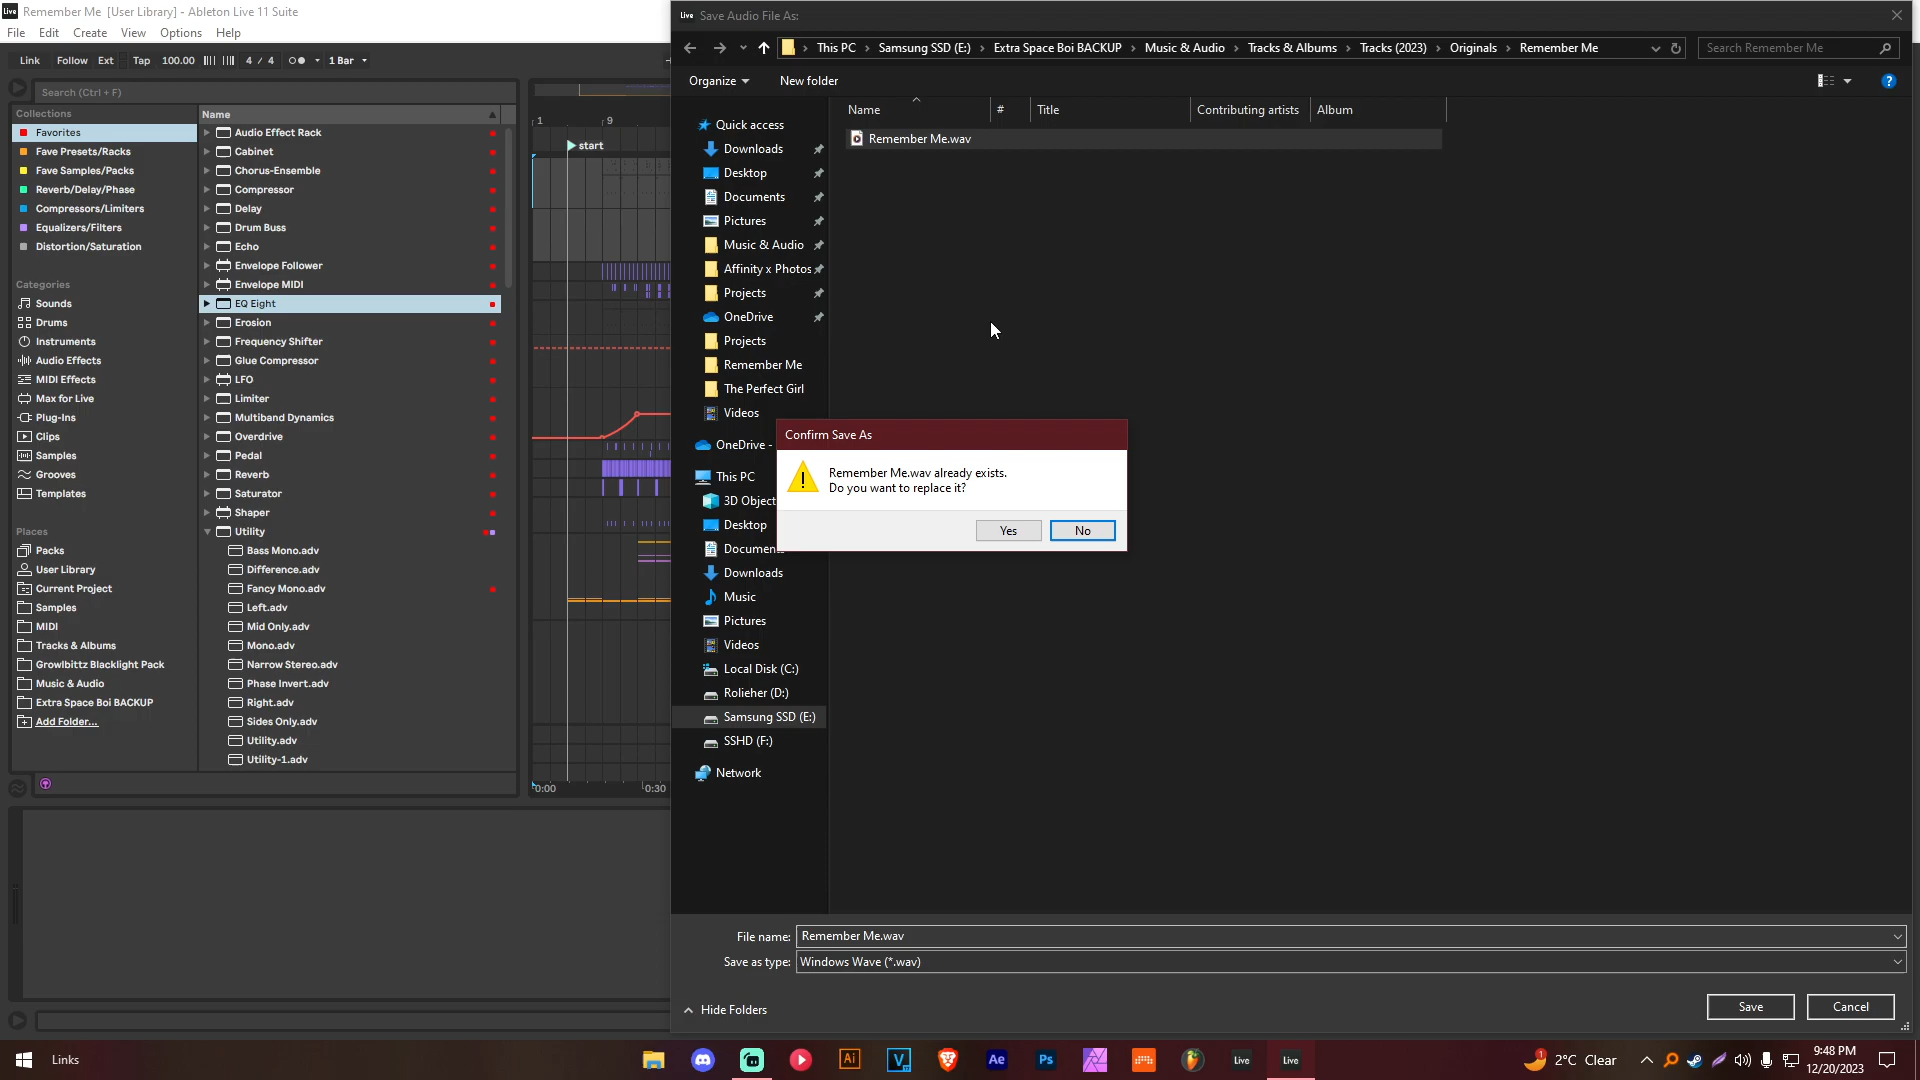 Live Remember Me [User Library] - Ableton Live 11 Suite
File Edit Create View Options Help
Link Follow Ext Tap 100.00 4 / 4 1 Bar
Search (Ctrl + F)
Collections
Favorites
Fave Presets/Racks
Fave Samples/Packs
Reverb/Delay/Phase
Compressors/Limiters
Equalizers/Filters
Distortion/Saturation
Categories
Sounds
Drums
Instruments
Audio Effects
MIDI Effects
Max for Live
Plug-Ins
Clips
Samples
Grooves
Templates
Places
Packs
User Library
Current Project
Samples
MIDI
Tracks & Albums
Growlbittz Blacklight Pack
Music & Audio
Extra Space Boi BACKUP
Add Folder...
Name
Audio Effect Rack
Cabinet
Chorus-Ensemble
Compressor
Delay
Drum Buss
Echo
Envelope Follower
Envelope MIDI
EQ Eight
Erosion
Frequency Shifter
Glue Compressor
LFO
Limiter
Multiband Dynamics
Overdrive
Pedal
Reverb
Saturator
Shaper
Utility
Bass Mono.adv
Difference.adv
Fancy Mono.adv
Left.adv
Mid Only.adv
Mono.adv
Narrow Stereo.adv
Phase Invert.adv
Right.adv
Sides Only.adv
Utility.adv
Utility-1.adv
1 9
start
0:00 0:30
Live Save Audio File As:
This PC Samsung SSD (E:) Extra Space Boi BACKUP Music & Audio Tracks & Albums Tracks (2023) Originals Remember Me
Search Remember Me
Organize New folder
?
Name # Title Contributing artists Album
Remember Me.wav
Quick access
Downloads
Desktop
Documents
Pictures
Music & Audio
Affinity x Photos
Projects
OneDrive
Projects
Remember Me
The Perfect Girl
Videos
OneDrive -
This PC
3D Object
Desktop
Documen
Downloads
Music
Pictures
Videos
Local Disk (C:)
Rolieher (D:)
Samsung SSD (E:)
SSHD (F:)
Network
Confirm Save As
Remember Me.wav already exists.
Do you want to replace it?
Yes No
File name: Remember Me.wav
Save as type: Windows Wave (*.wav)
Hide Folders
Save Cancel
Links
Ai V Ae Ps Live Live
1 2°C Clear
9:48 PM
12/20/2023